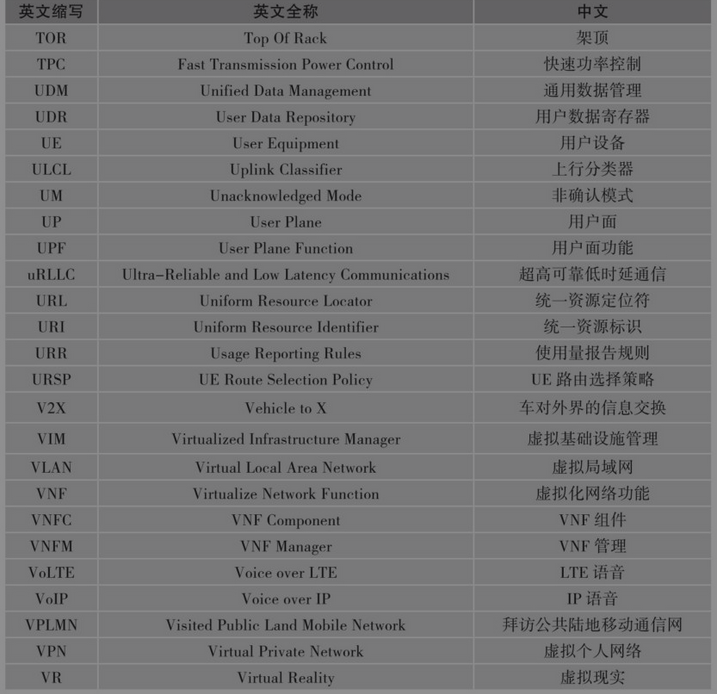 英文缩写 英文全称 中文
TOR Top Of Rack 架顶
TPC Fast Transmission Power Control 快速功率控制
UDM Unified Data Management 通用数据管理
UDR User Data Repository 用户数据寄存器
UE User Equipment 用户设备
ULCL Uplink Classifier 上行分类器
UM Unacknowledged Mode 非确认模式
UP User Plane 用户面
UPF User Plane Function 用户面功能
uRLLC Ultra-Reliable and Low Latency Communications 超高可靠低时延通信
URL Uniform Resource Locator 统一资源定位符
URI Uniform Resource Identifier 统一资源标识
URR Usage Reporting Rules 使用量报告规则
URSP UE Route Selection Policy UE 路由选择策略
V2X Vehicle to X 车对外界的信息交换
VIM Virtualized Infrastructure Manager 虚拟基础设施管理
VLAN Virtual Local Area Network 虚拟局域网
VNF Virtualize Network Function 虚拟化网络功能
VNFC VNF Component VNF 组件
VNFM VNF Manager VNF 管理
VoLTE Voice over LTE LTE 语音
VoIP Voice over IP IP 语音
VPLMN Visited Public Land Mobile Network 拜访公共陆地移动通信网
VPN Virtual Private Network 虚拟个人网络
VR Virtual Reality 虚拟现实